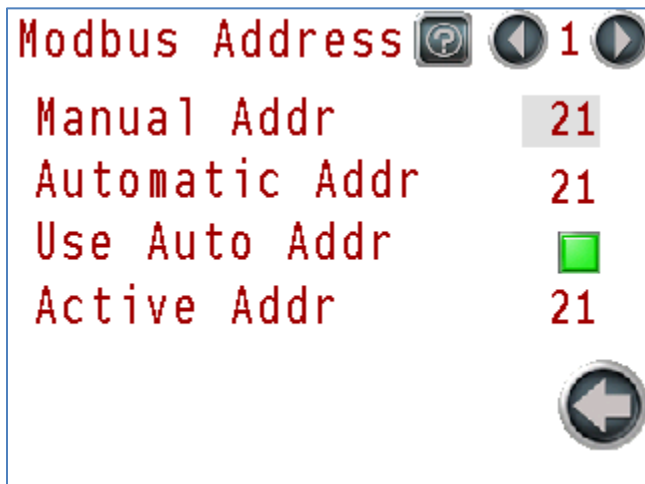 Modbus Address ? 1
Manual Addr 21
Automatic Addr 21
Use Auto Addr
Active Addr 21